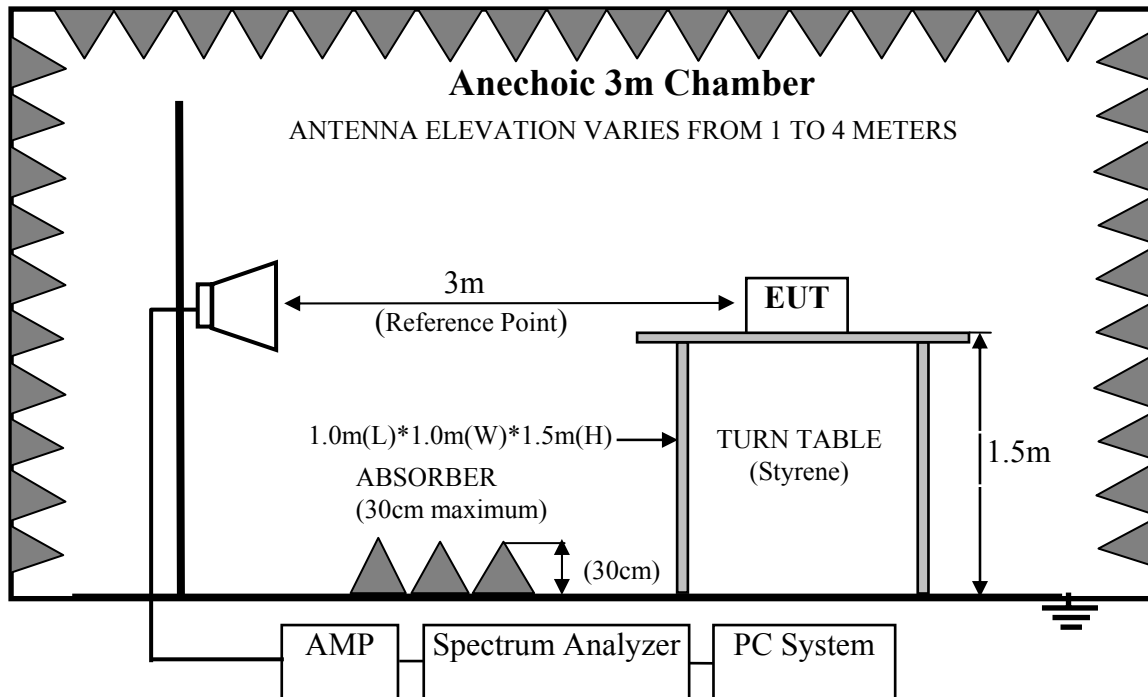 Anechoic 3m Chamber
ANTENNA ELEVATION VARIES FROM 1 TO 4 METERS
3m
(Reference Point)
EUT
1.0m(L)*1.0m(W)*1.5m(H)
TURN TABLE
(Styrene)
1.5m
ABSORBER
(30cm maximum)
(30cm)
AMP
Spectrum Analyzer
PC System